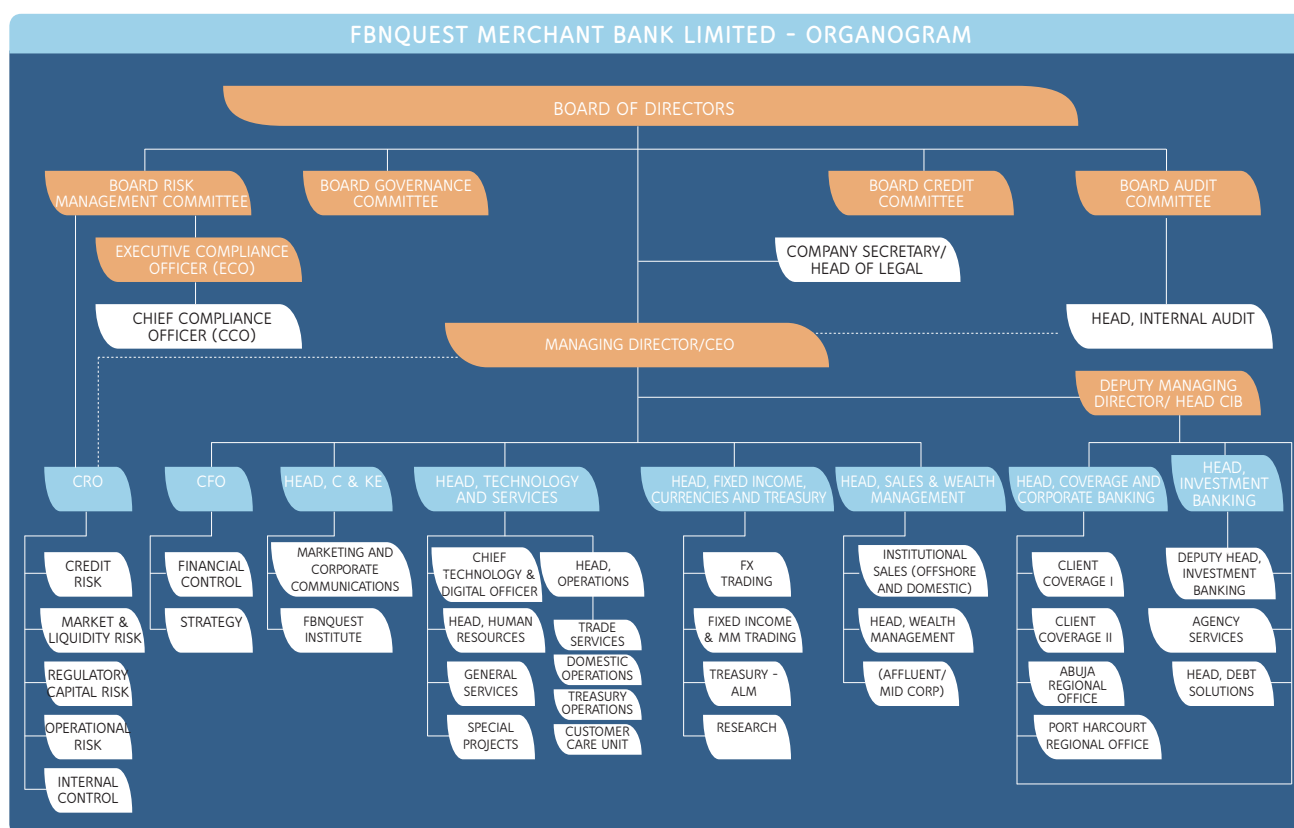 FBNQUEST MERCHANT BANK LIMITED - ORGANOGRAM
BOARD OF DIRECTORS
BOARD RISK
MANAGEMENT COMMITTEE
BOARD GOVERNANCE
COMMITTEE
BOARD CREDIT
COMMITTEE
BOARD AUDIT
COMMITTEE
EXECUTIVE COMPLIANCE
OFFICER (ECO)
COMPANY SECRETARY/
HEAD OF LEGAL
CHIEF COMPLIANCE
OFFICER (CCO)
HEAD, INTERNAL AUDIT
MANAGING DIRECTOR/CEO
DEPUTY MANAGING
DIRECTOR/ HEAD CIB
CRO
CFO
HEAD, C & KE
HEAD, TECHNOLOGY
AND SERVICES
HEAD, FIXED INCOME,
CURRENCIES AND TREASURY
HEAD, SALES & WEALTH
MANAGEMENT
HEAD, COVERAGE AND
CORPORATE BANKING
HEAD,
INVESTMENT
BANKING
CREDIT
RISK
MARKET &
LIQUIDITY RISK
REGULATORY
CAPITAL RISK
OPERATIONAL
RISK
INTERNAL
CONTROL
FINANCIAL
CONTROL
STRATEGY
MARKETING AND
CORPORATE
COMMUNICATIONS
FBNQUEST
INSTITUTE
CHIEF
TECHNOLOGY &
DIGITAL OFFICER
HEAD, HUMAN
RESOURCES
GENERAL
SERVICES
SPECIAL
PROJECTS
HEAD,
OPERATIONS
TRADE
SERVICES
DOMESTIC
OPERATIONS
TREASURY
OPERATIONS
CUSTOMER
CARE UNIT
FX
TRADING
FIXED INCOME
& MM TRADING
TREASURY -
ALM
RESEARCH
INSTITUTIONAL
SALES (OFFSHORE
AND DOMESTIC)
HEAD, WEALTH
MANAGEMENT
(AFFLUENT/
MID CORP)
CLIENT
COVERAGE I
CLIENT
COVERAGE II
ABUJA
REGIONAL
OFFICE
PORT HARCOURT
REGIONAL OFFICE
DEPUTY HEAD,
INVESTMENT
BANKING
AGENCY
SERVICES
HEAD, DEBT
SOLUTIONS